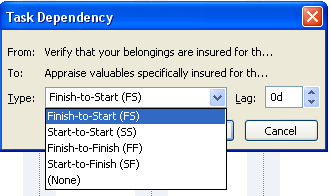 Task Dependency
From: Verify that your belongings are insured for th...
To: Appraise valuables specifically insured for th...
Type: Finish-to-Start (FS) Lag: 0d
Finish-to-Start (FS)
Start-to-Start (SS)
Finish-to-Finish (FF)
Start-to-Finish (SF)
(None)
Cancel